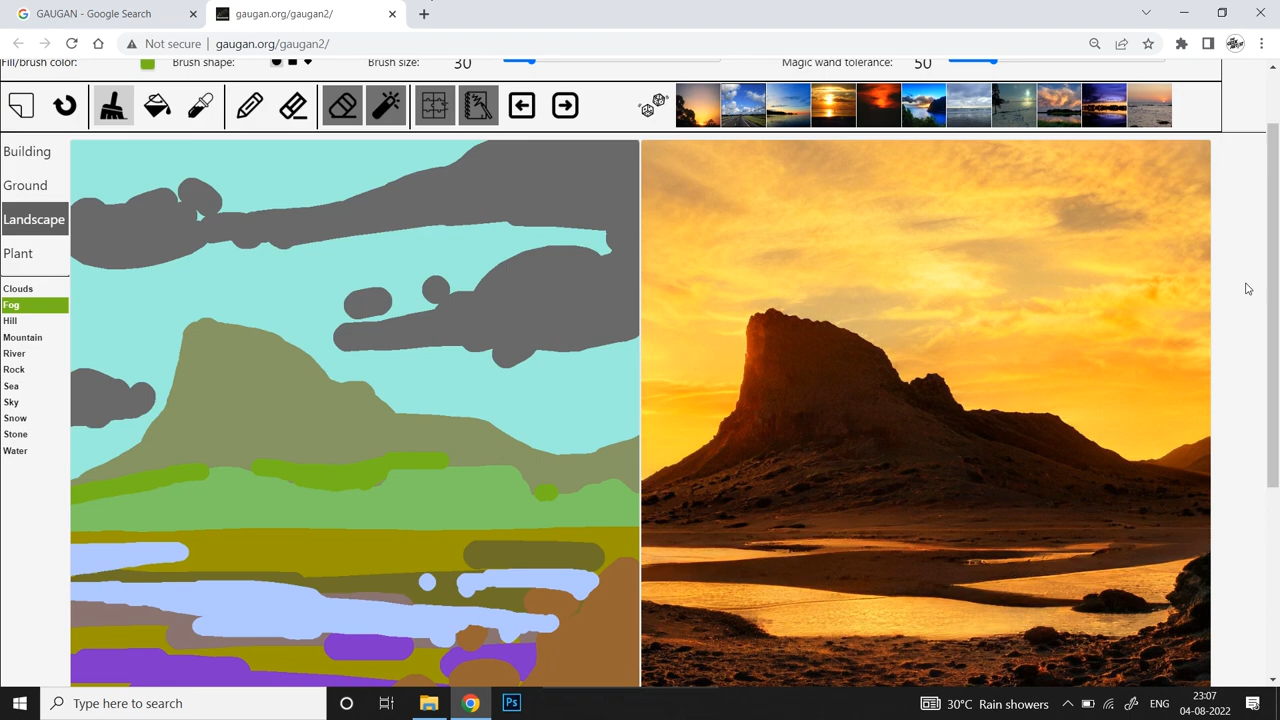 GAUGAN - Google Search
gaugan.org/gaugan2/
Not secure
gaugan.org/gaugan2/
Fill/brush color:
Brush shape:
Brush size:
30
Magic wand tolerance:
50
Building
Ground
Landscape
Plant
Clouds
Fog
Hill
Mountain
River
Rock
Sea
Sky
Snow
Stone
Water
Type here to search
Ps
30°C Rain showers
ENG
23:07
04-08-2022